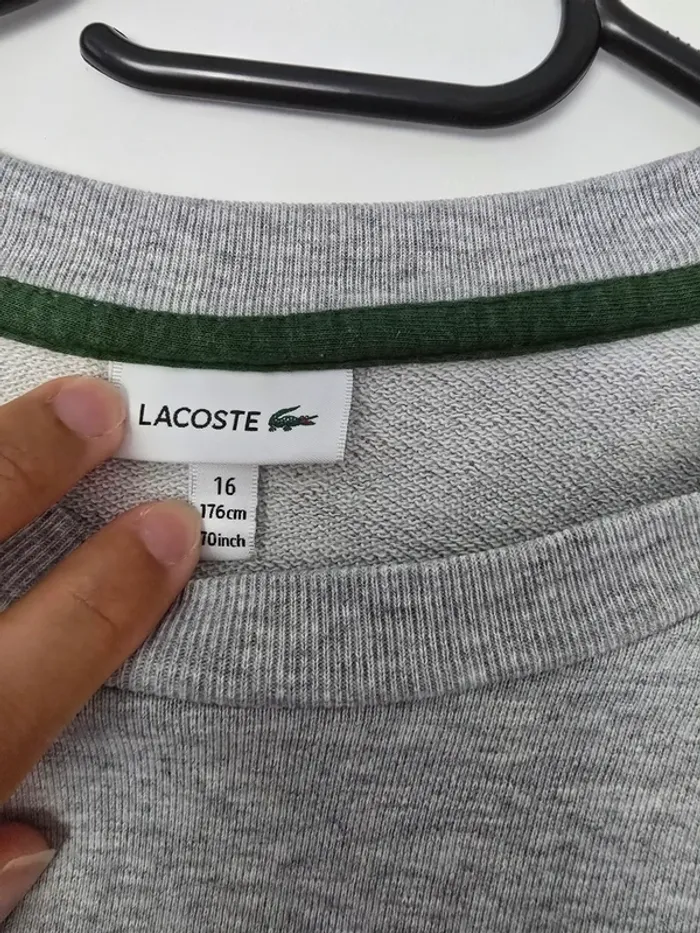 LACOSTE
16
176cm
70inch